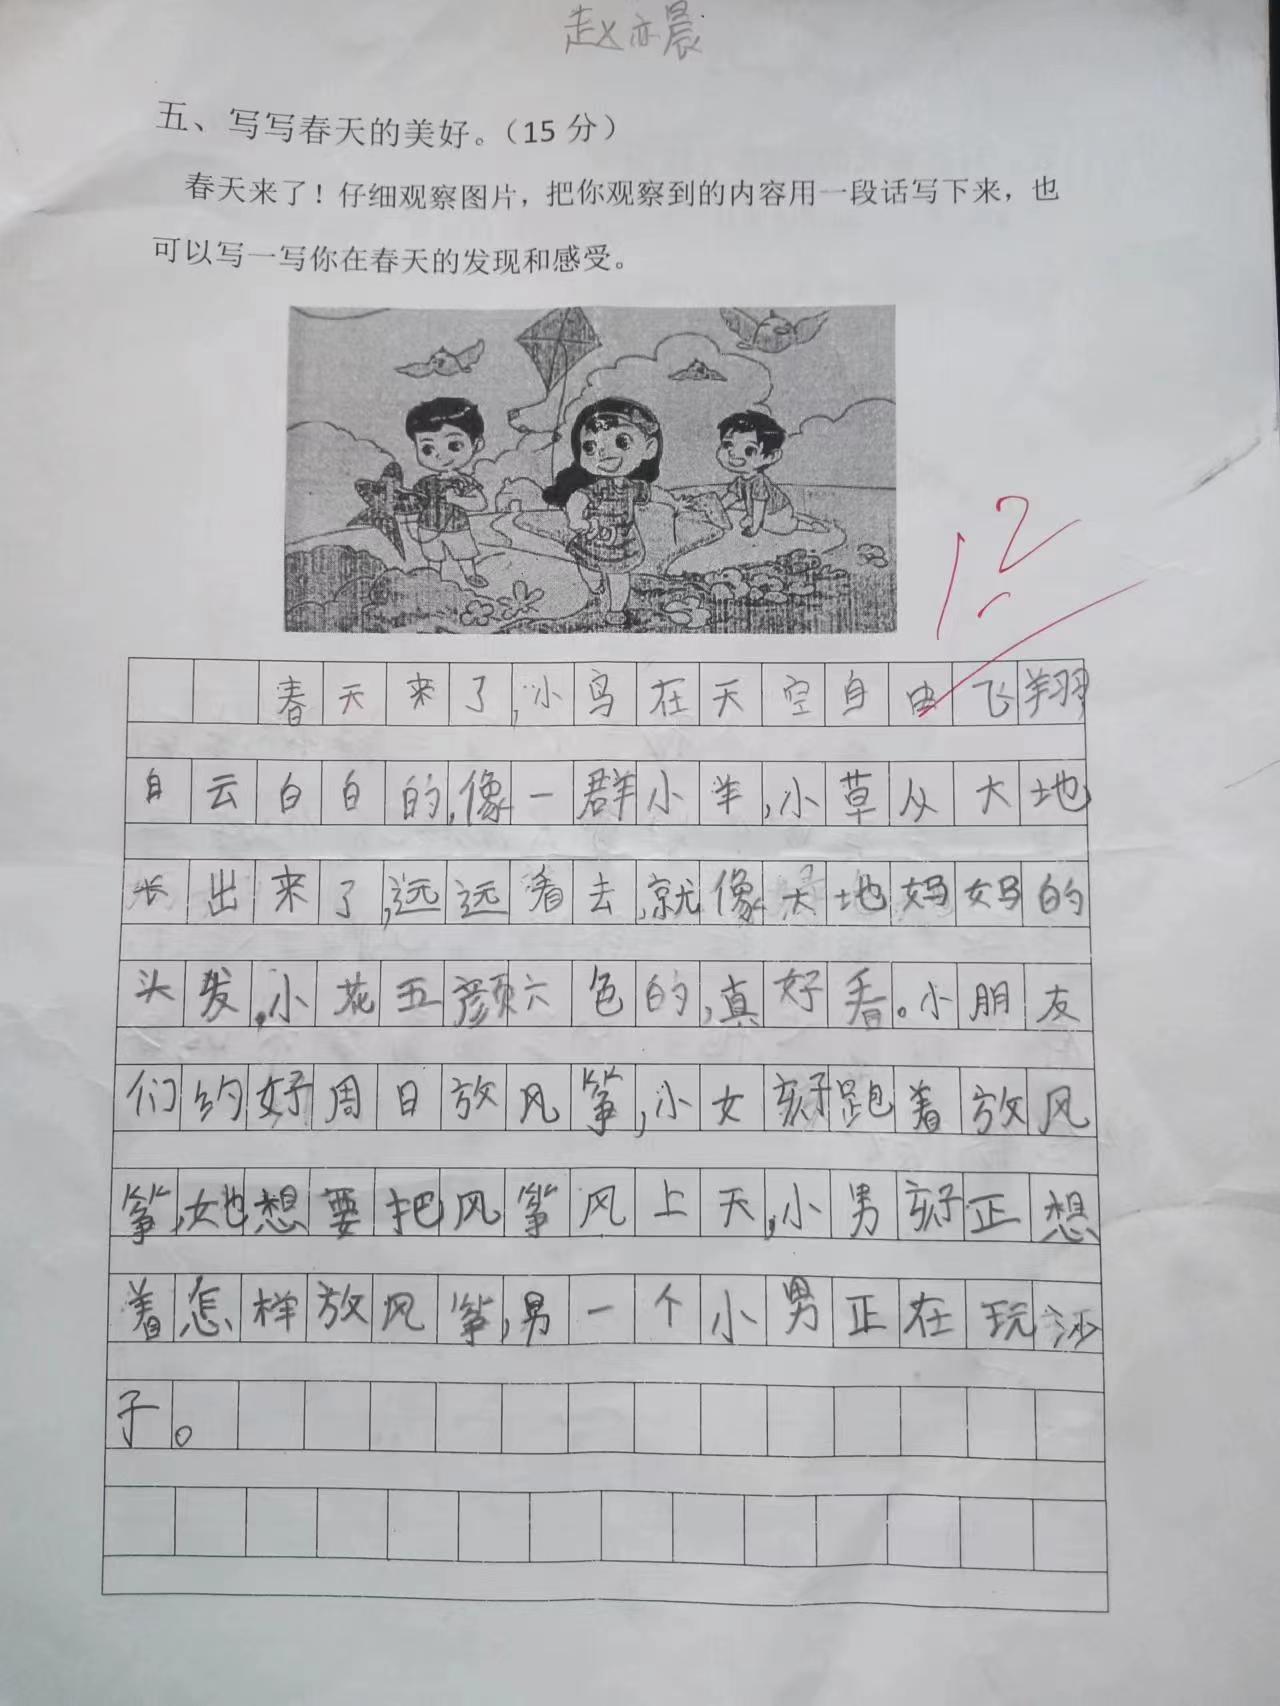 赵亦晨
五、写写春天的美好。（15 分）
春天来了！仔细观察图片，把你观察到的内容用一段话写下来，也
可以写一写你在春天的发现和感受。
12
春天来了,小鸟在天空自由飞翔
自云白白的,像一群小羊,小草从大地
长出来了,远远看去,就像天地妈妈的
头发,小花五颜六色的,真好看。小朋友
们约好周日放风筝,小女孩跑着放风
筝,她想要把风筝风上天,小男孩正想
着怎样放风筝,男一个小男正在玩沙
子。